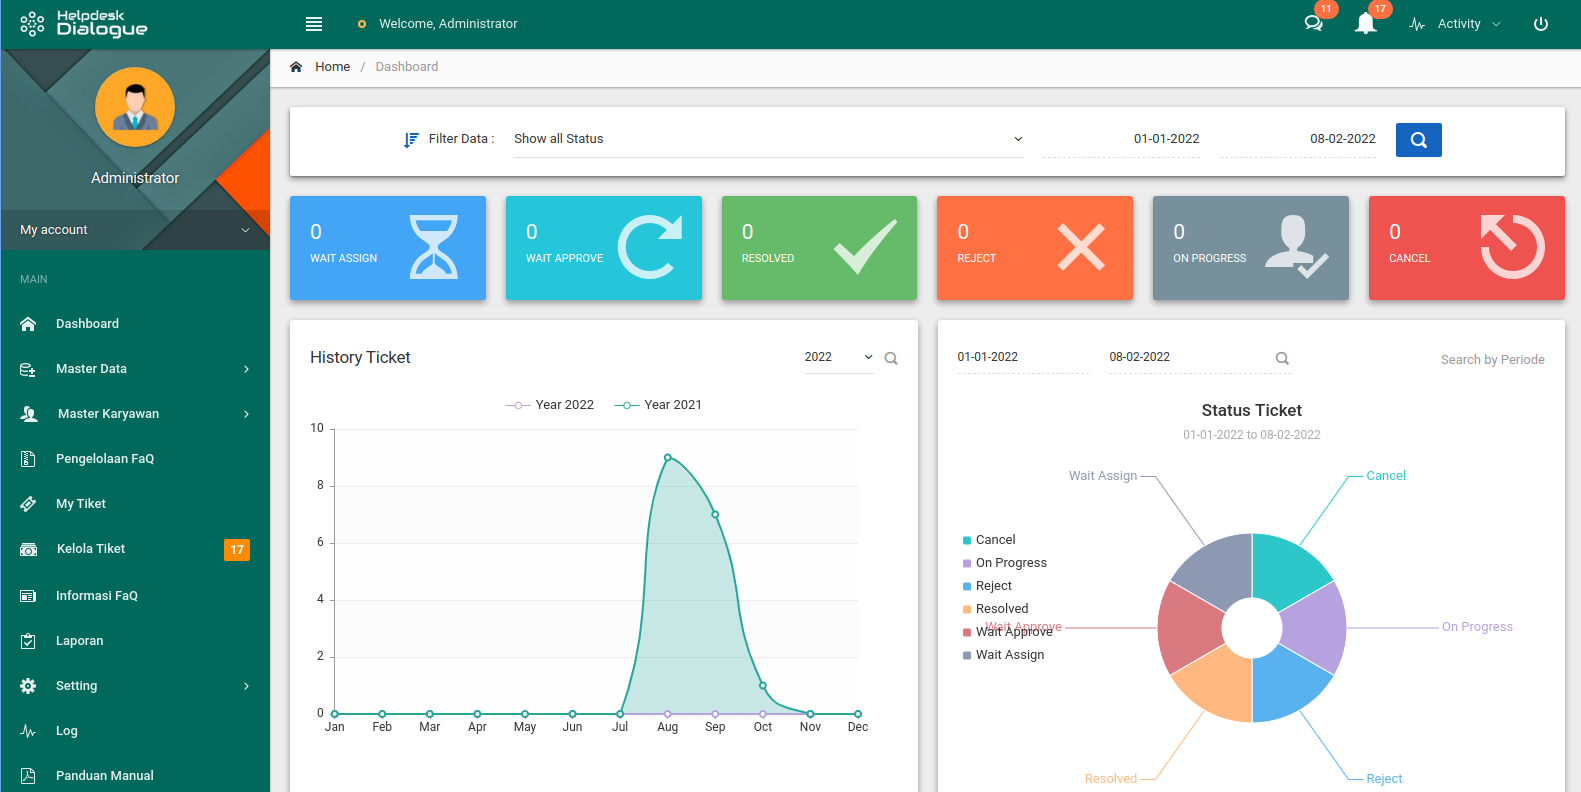 Helpdesk
Dialogue
Welcome, Administrator
11
17
Activity
Administrator
My account
MAIN
Dashboard
Master Data
Master Karyawan
Pengelolaan FaQ
My Tiket
Kelola Tiket 17
Informasi FaQ
Laporan
Setting
Log
Panduan Manual
Home / Dashboard
Filter Data : Show all Status 01-01-2022 08-02-2022
0
WAIT ASSIGN
0
WAIT APPROVE
0
RESOLVED
0
REJECT
0
ON PROGRESS
0
CANCEL
History Ticket 2022
Year 2022 Year 2021
10
8
6
4
2
0
Jan Feb Mar Apr May Jun Jul Aug Sep Oct Nov Dec
01-01-2022 08-02-2022 Search by Periode
Status Ticket
01-01-2022 to 08-02-2022
Wait Assign Cancel
Cancel
On Progress
Reject
Resolved
Wait Approve
Wait Assign
Wait Approve
On Progress
Resolved Reject